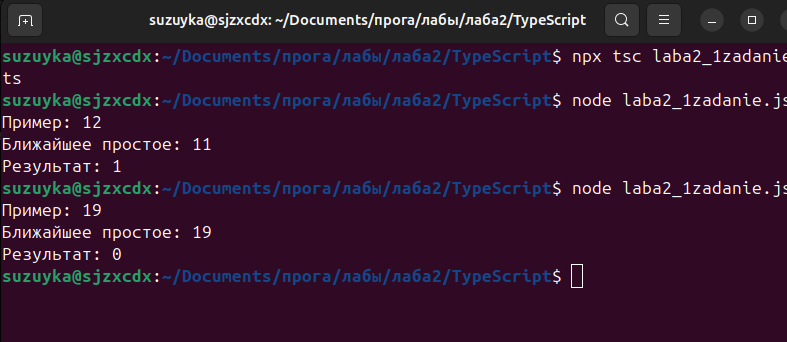 suzuyka@sjzxcdx: ~/Documents/прога/лабы/лаба2/TypeScript
suzuyka@sjzxcdx:~/Documents/прога/лабы/лаба2/TypeScript$ npx tsc laba2_1zadanie
ts
suzuyka@sjzxcdx:~/Documents/прога/лабы/лаба2/TypeScript$ node laba2_1zadanie.js
Пример: 12
Ближайшее простое: 11
Результат: 1
suzuyka@sjzxcdx:~/Documents/прога/лабы/лаба2/TypeScript$ node laba2_1zadanie.js
Пример: 19
Ближайшее простое: 19
Результат: 0
suzuyka@sjzxcdx:~/Documents/прога/лабы/лаба2/TypeScript$